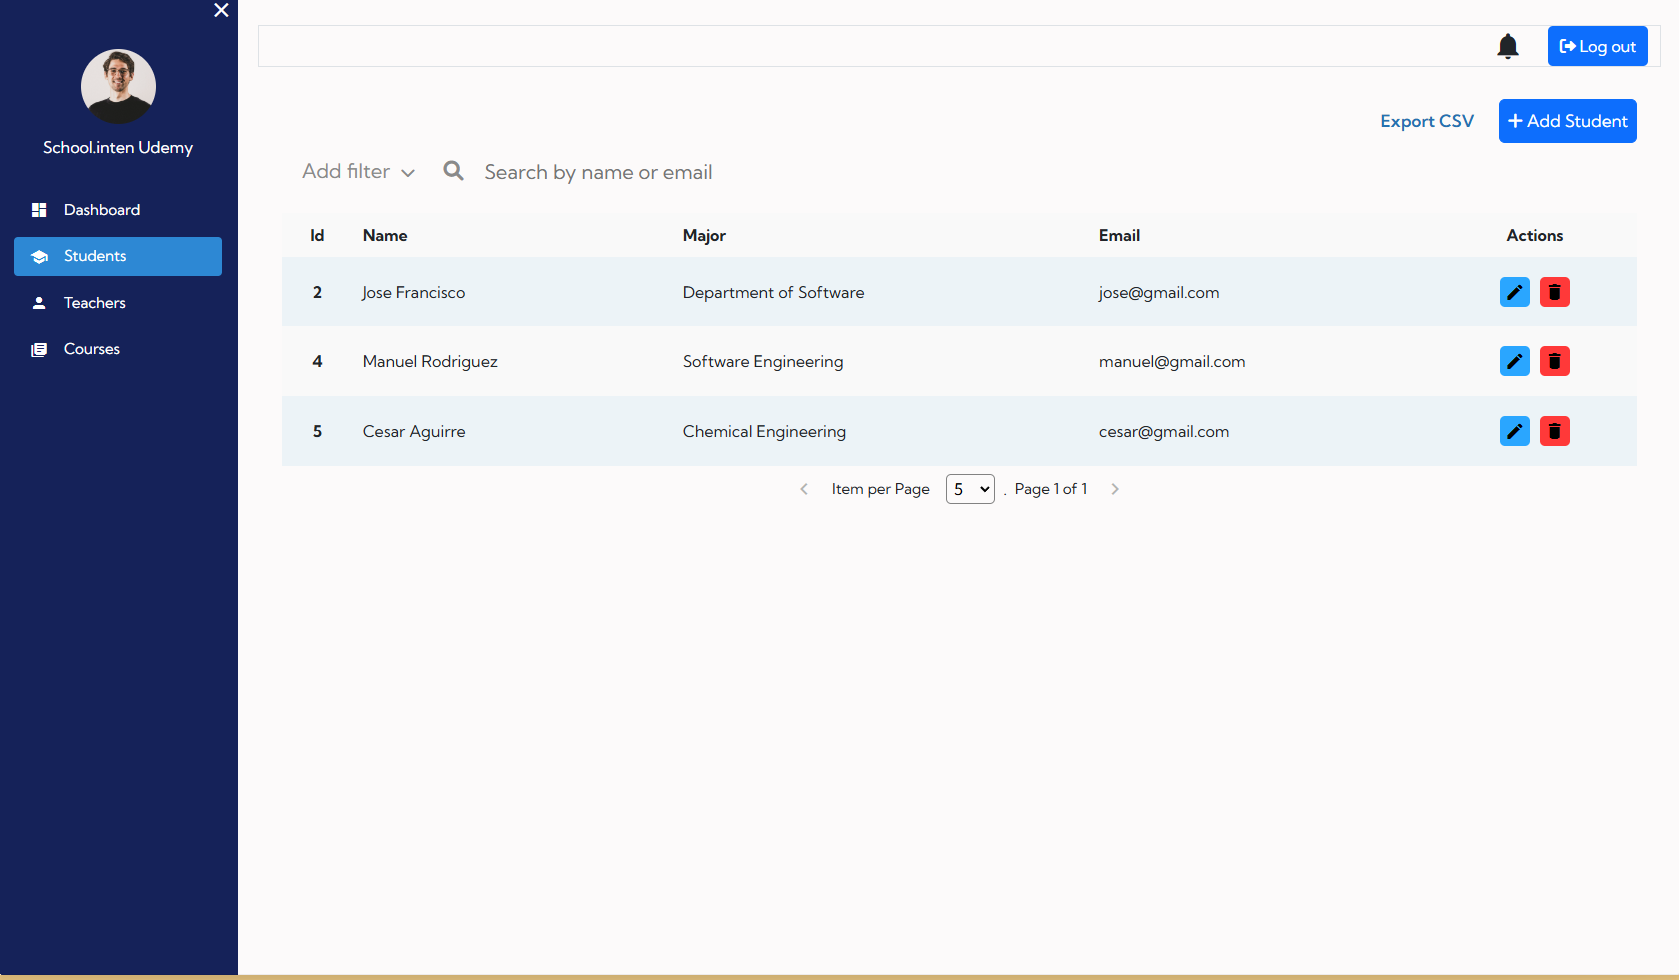 Log out
School.inten Udemy
Dashboard
Students
Teachers
Courses
Export CSV
Add Student
Add filter
Search by name or email
Id Name Major Email Actions
2 Jose Francisco Department of Software jose@gmail.com
4 Manuel Rodriguez Software Engineering manuel@gmail.com
5 Cesar Aguirre Chemical Engineering cesar@gmail.com
Item per Page 5 . Page 1 of 1